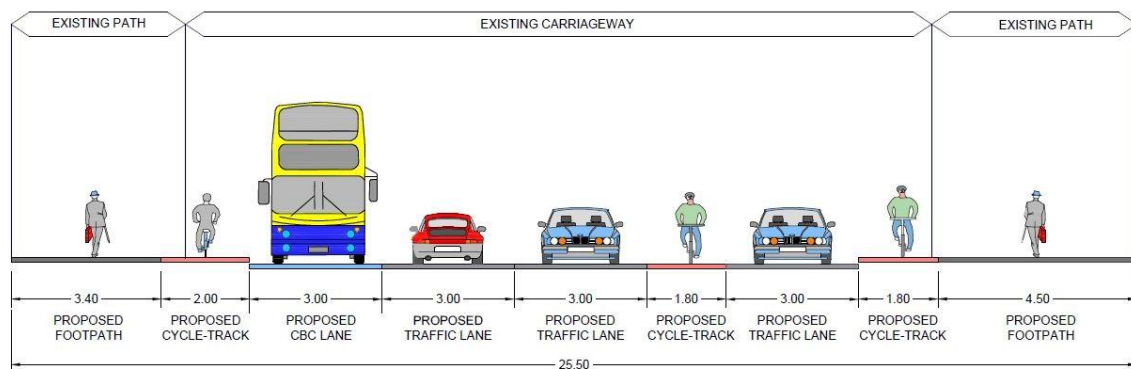 EXISTING PATH
EXISTING CARRIAGEWAY
EXISTING PATH
3.40
2.00
3.00
3.00
3.00
1.80
3.00
1.80
4.50
PROPOSED
FOOTPATH
PROPOSED
CYCLE-TRACK
PROPOSED
CBC LANE
PROPOSED
TRAFFIC LANE
PROPOSED
TRAFFIC LANE
PROPOSED
CYCLE-TRACK
PROPOSED
TRAFFIC LANE
PROPOSED
CYCLE-TRACK
PROPOSED
FOOTPATH
25.50